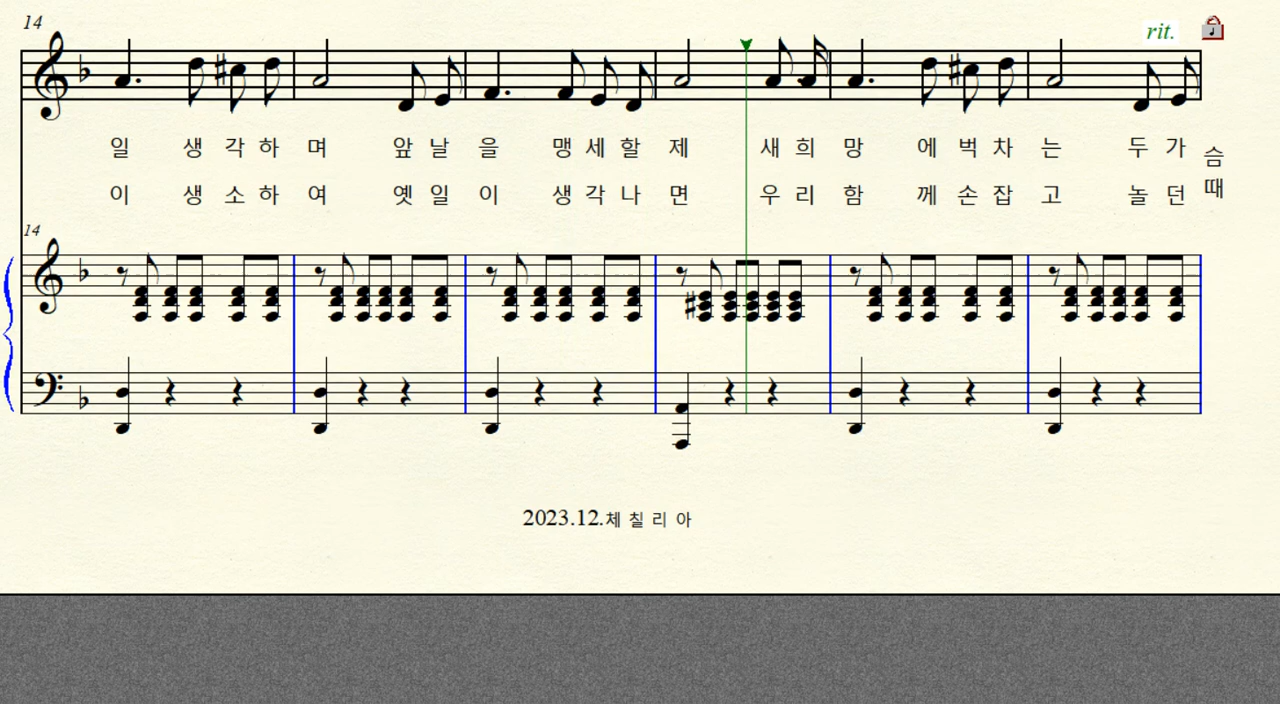 14
rit.
일 생 각 하 며 앞 날 을 맹 세 할 제 새 희 망 에 벅 차 는 두 가 슴
이 생 소 하 여 옛 일 이 생 각 나 면 우 리 함 께 손 잡 고 놀 던 때
14
2023.12.체 칠 리 아